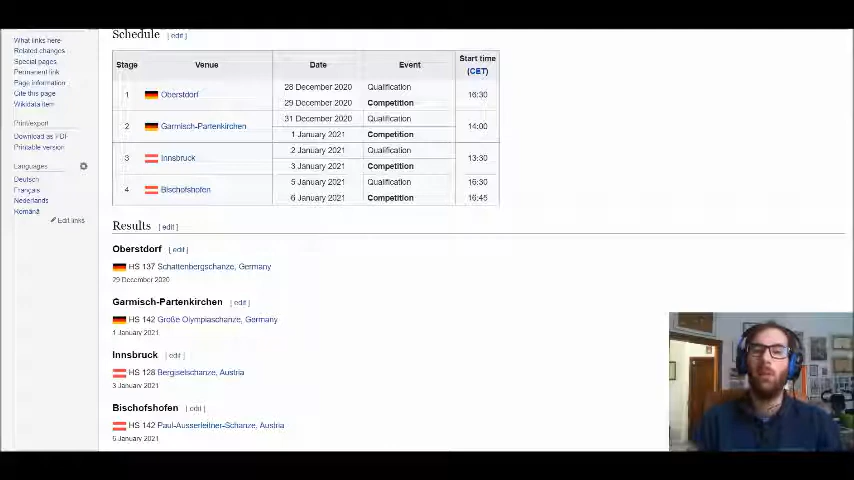 What links here
Related changes
Special pages
Permanent link
Page information
Cite this page
Wikidata item
Print/export
Download as PDF
Printable version
Languages
Deutsch
Français
Nederlands
Română
Edit links
Schedule [ edit ]
Stage Venue Date Event Start time (CET)
1 Oberstdorf 28 December 2020 Qualification 16:30
29 December 2020 Competition
2 Garmisch-Partenkirchen 31 December 2020 Qualification 14:00
1 January 2021 Competition
3 Innsbruck 2 January 2021 Qualification 13:30
3 January 2021 Competition
4 Bischofshofen 5 January 2021 Qualification 16:30
6 January 2021 Competition 16:45
Results [ edit ]
Oberstdorf [ edit ]
HS 137 Schattenbergschanze, Germany
29 December 2020
Garmisch-Partenkirchen [ edit ]
HS 142 Große Olympiaschanze, Germany
1 January 2021
Innsbruck [ edit ]
HS 128 Bergiselschanze, Austria
3 January 2021
Bischofshofen [ edit ]
HS 142 Paul-Ausserleitner-Schanze, Austria
6 January 2021